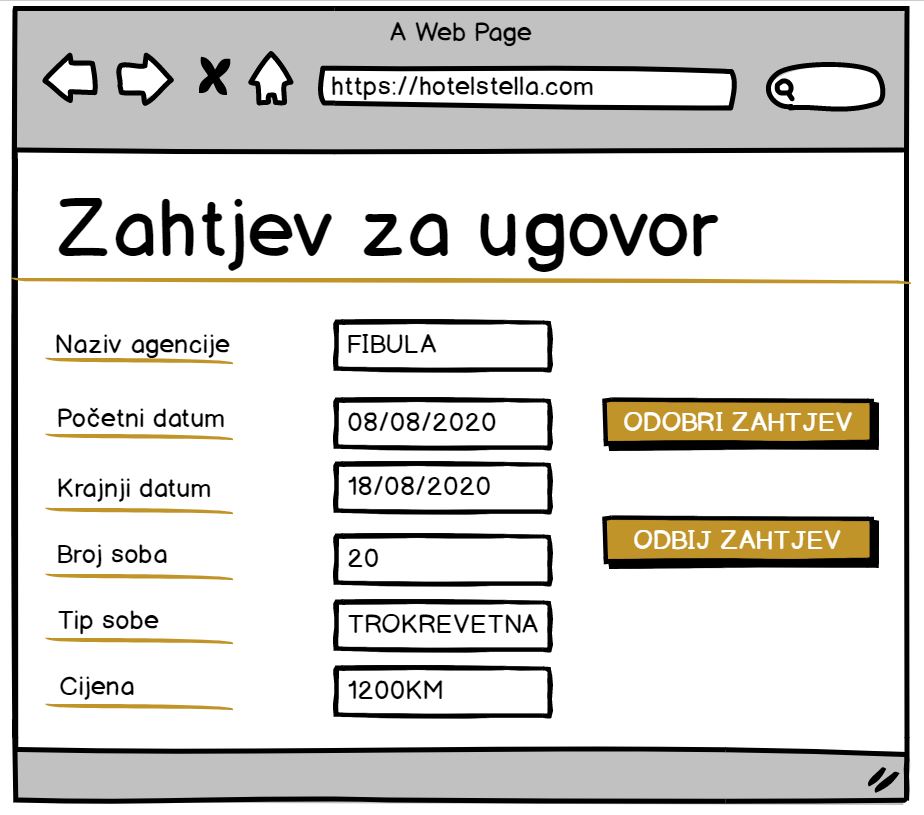 A Web Page
https://hotelstella.com
Zahtjev za ugovor
Naziv agencije
FIBULA
Početni datum
08/08/2020
ODOBRI ZAHTJEV
Krajnji datum
18/08/2020
ODBIJ ZAHTJEV
Broj soba
20
Tip sobe
TROKREVETNA
Cijena
1200KM